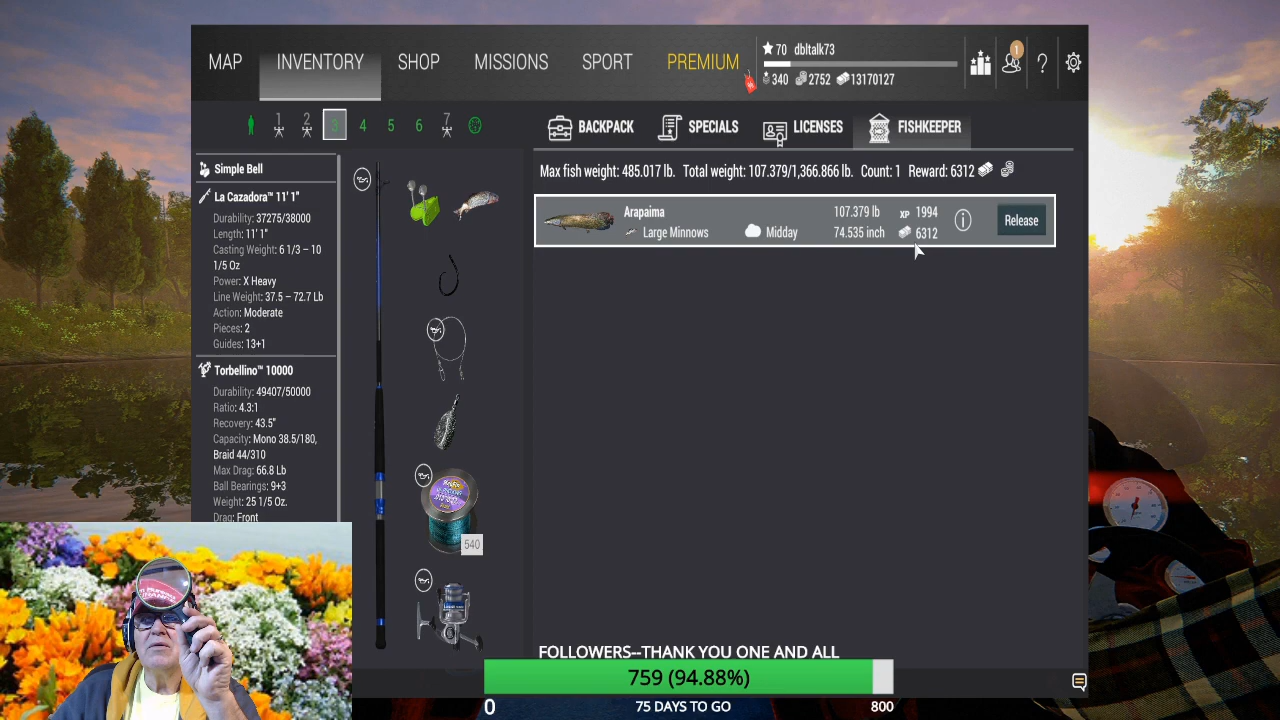 MAP INVENTORY SHOP MISSIONS SPORT PREMIUM
70 dbltalk73
340 2752 13170127
1
?
1 2 3 4 5 6 7
BACKPACK SPECIALS LICENSES FISHKEEPER
Max fish weight: 485.017 lb. Total weight: 107.379/1,366.866 lb. Count: 1 Reward: 6312
Arapaima 107.379 lb XP 1994
Large Minnows Midday 74.535 inch 6312
Release
Simple Bell
La Cazadora™ 11' 1"
Durability: 37275/38000
Length: 11' 1"
Casting Weight: 6 1/3 – 10
1/5 Oz
Power: X Heavy
Line Weight: 37.5 – 72.7 Lb
Action: Moderate
Pieces: 2
Guides: 13+1
Torbellino™ 10000
Durability: 49407/50000
Ratio: 4.3:1
Recovery: 43.5"
Capacity: Mono 38.5/180,
Braid 44/310
Max Drag: 66.8 Lb
Ball Bearings: 9+3
Weight: 25 1/5 Oz.
Drag: Front
540
FOLLOWERS--THANK YOU ONE AND ALL
759 (94.88%)
0 75 DAYS TO GO 800